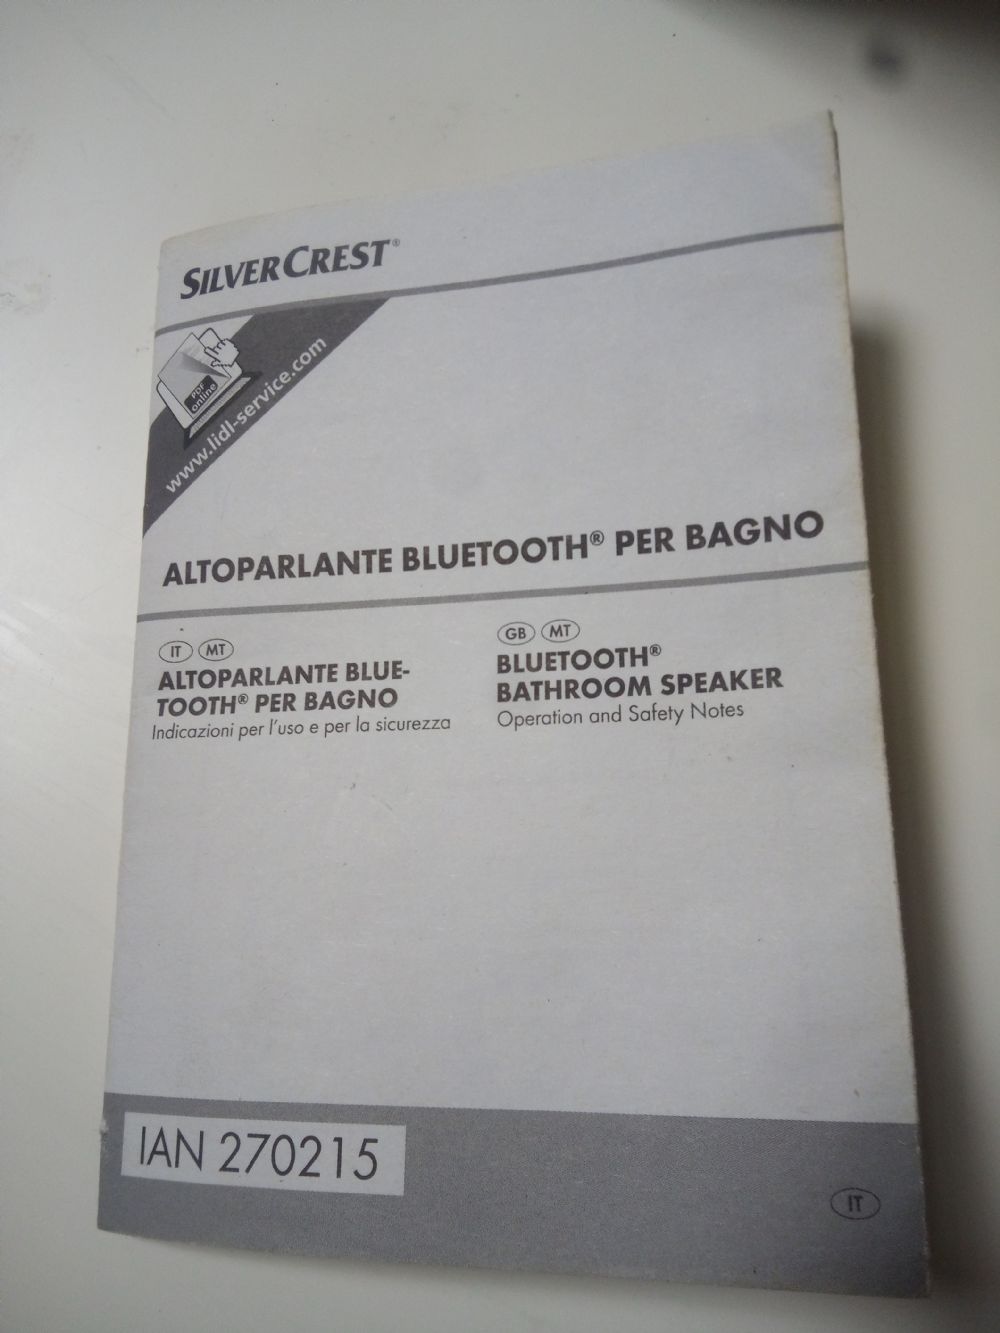 SILVERCREST®
PDF
online
www.lidl-service.com
ALTOPARLANTE BLUETOOTH® PER BAGNO
IT MT
ALTOPARLANTE BLUE-
TOOTH® PER BAGNO
Indicazioni per l'uso e per la sicurezza
GB MT
BLUETOOTH®
BATHROOM SPEAKER
Operation and Safety Notes
IAN 270215
IT